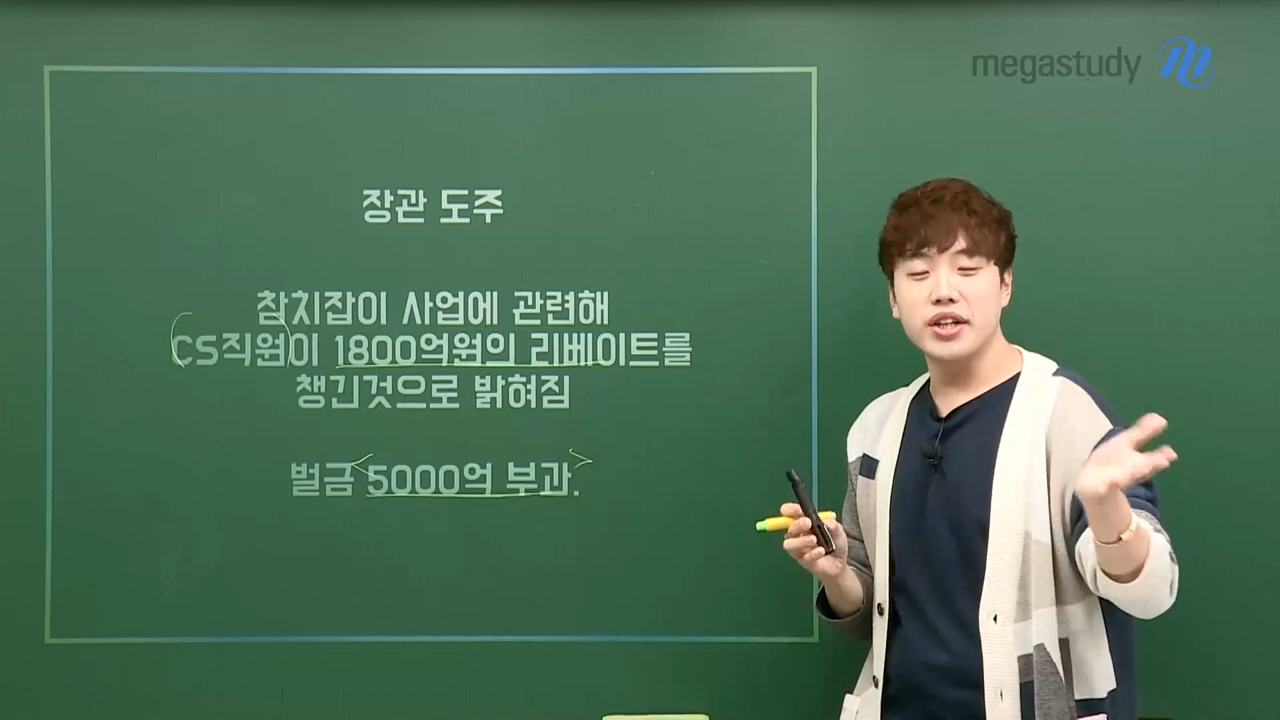 megastudy
장관 도주
참치잡이 사업에 관련해
CS직원이 1800억원의 리베이트를
챙긴것으로 밝혀짐
벌금 5000억 부과.